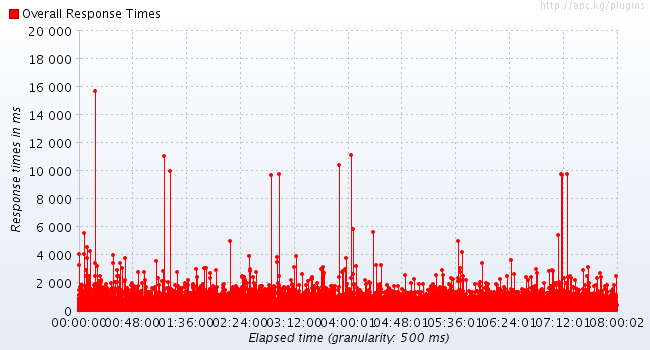 http://apc.kg/plugins
Overall Response Times
20 000
18 000
16 000
14 000
12 000
10 000
8 000
6 000
4 000
2 000
0
Response times in ms
00:00:00 00:48:00 01:36:00 02:24:00 03:12:00 04:00:01 04:48:01 05:36:01 06:24:01 07:12:01 08:00:02
Elapsed time (granularity: 500 ms)